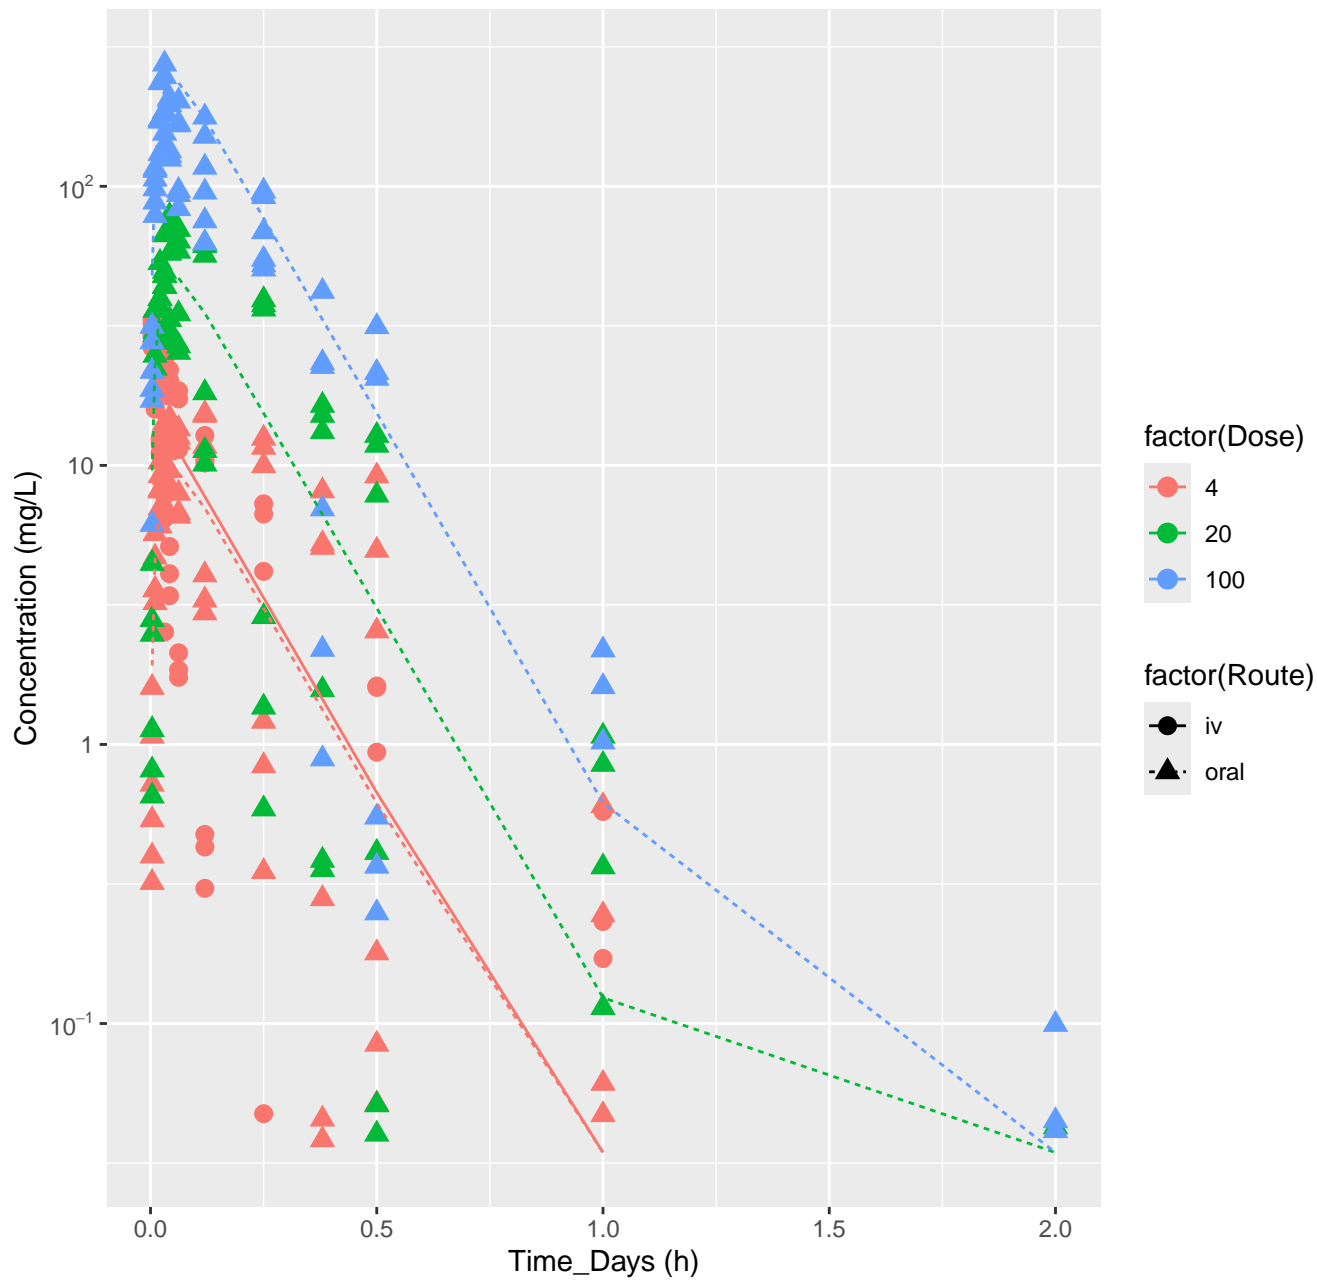 10²
10
1
10⁻¹
Concentration (mg/L)
0.0
0.5
1.0
1.5
2.0
Time_Days (h)
factor(Dose)
4
20
100
factor(Route)
iv
oral